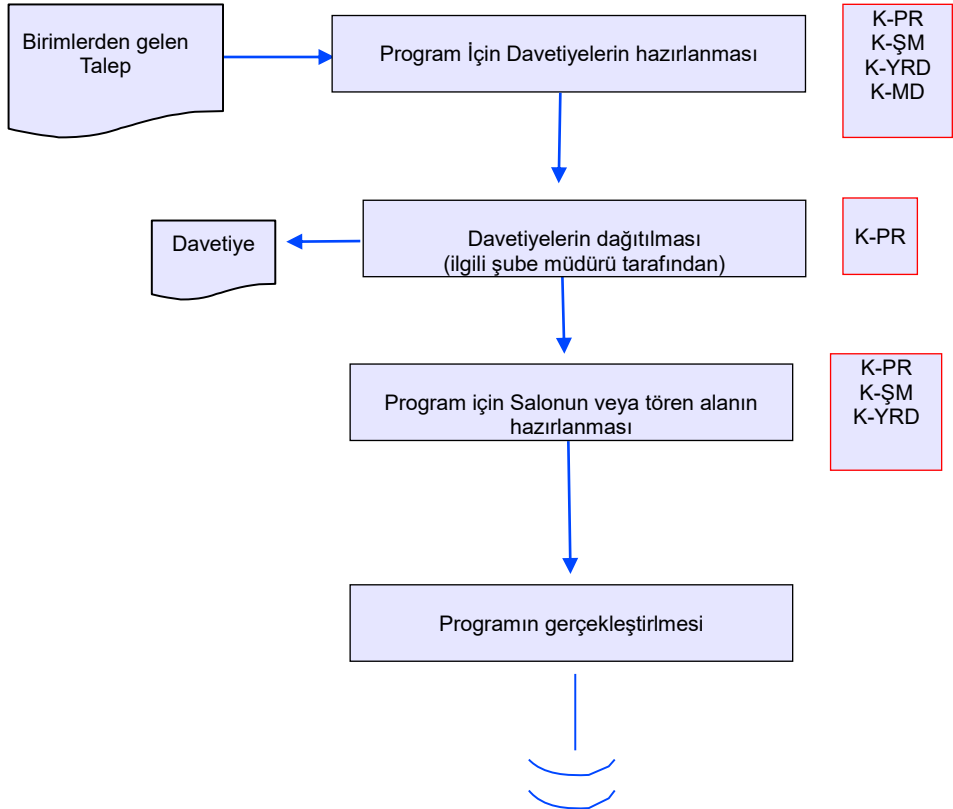 Birimlerden gelen
Talep
Program İçin Davetiyelerin hazırlanması
K-PR
K-ŞM
K-YRD
K-MD
Davetiye
Davetiyelerin dağıtılması
(ilgili şube müdürü tarafından)
K-PR
Program için Salonun veya tören alanın
hazırlanması
K-PR
K-ŞM
K-YRD
Programın gerçekleştirlmesi